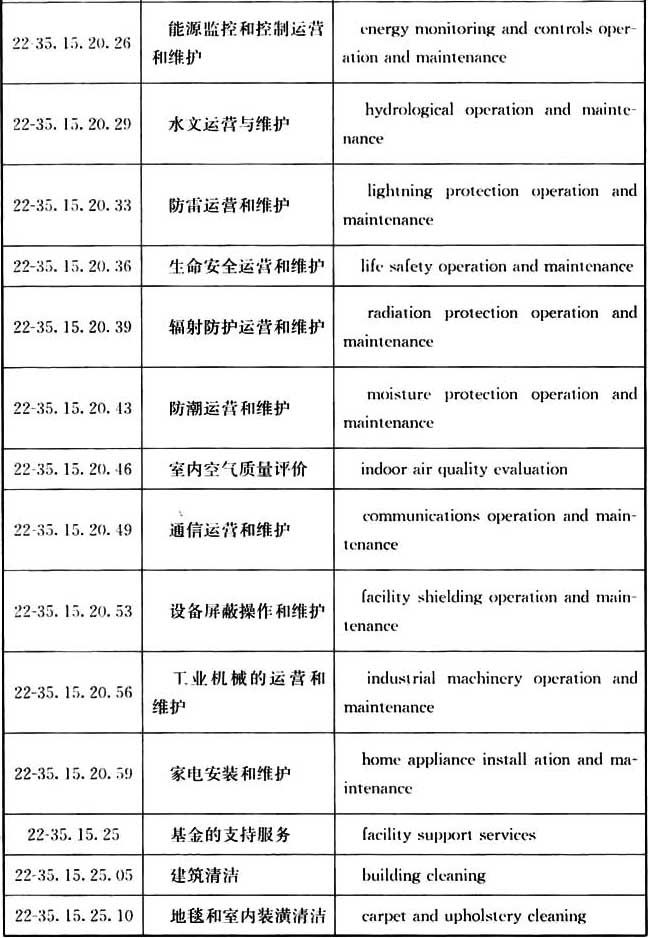 22-35.15.20.26
能源监控和控制运营
和维护
energy monitoring and controls oper-
ation and maintenance
22-35.15.20.29
水文运营与维护
hydrological operation and mainte-
nance
22-35.15.20.33
防雷运营和维护
lightning protection operation and
maintenance
22-35.15.20.36
生命安全运营和维护
life safety operation and maintenance
22-35.15.20.39
辐射防护运营和维护
radiation protection operation and
maintenance
22-35.15.20.43
防潮运营和维护
moisture protection operation and
maintenance
22-35.15.20.46
室内空气质量评价
indoor air quality evaluation
22-35.15.20.49
通信运营和维护
communications operation and main-
tenance
22-35.15.20.53
设备屏蔽操作和维护
facility shielding operation and main-
tenance
22-35.15.20.56
工业机械的运营和
维护
industrial machinery operation and
maintenance
22-35.15.20.59
家电安装和维护
home appliance install ation and ma-
intenance
22-35.15.25
基金的支持服务
facility support services
22-35.15.25.05
建筑清洁
building cleaning
22-35.15.25.10
地毯和室内装潢清洁
carpet and upholstery cleaning